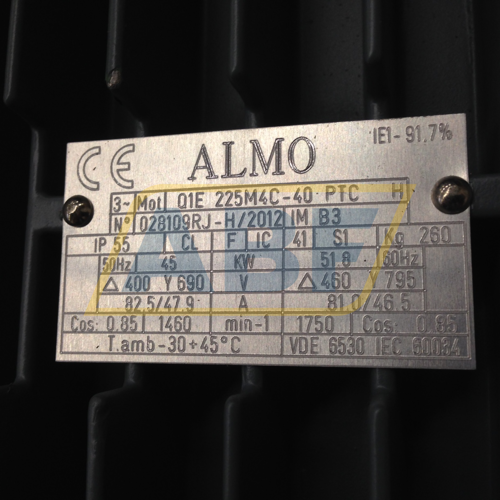 CE ALMO IE1-91.7%
3~ Mot Q1E 225M4C-40 PTC H
N° 028109RJ-H/2012 IM B3
IP 55 CL F IC 41 S1 Kg 260
50Hz 45 KW 51.8 60Hz
Δ 400 Y 690 V Δ 460 Y 795
82.5/47.9 A 81.0/46.5
Cos: 0.85 1460 min-1 1750 Cos: 0.85
T.amb-30+45°C VDE 6530 IEC 60034
ABF